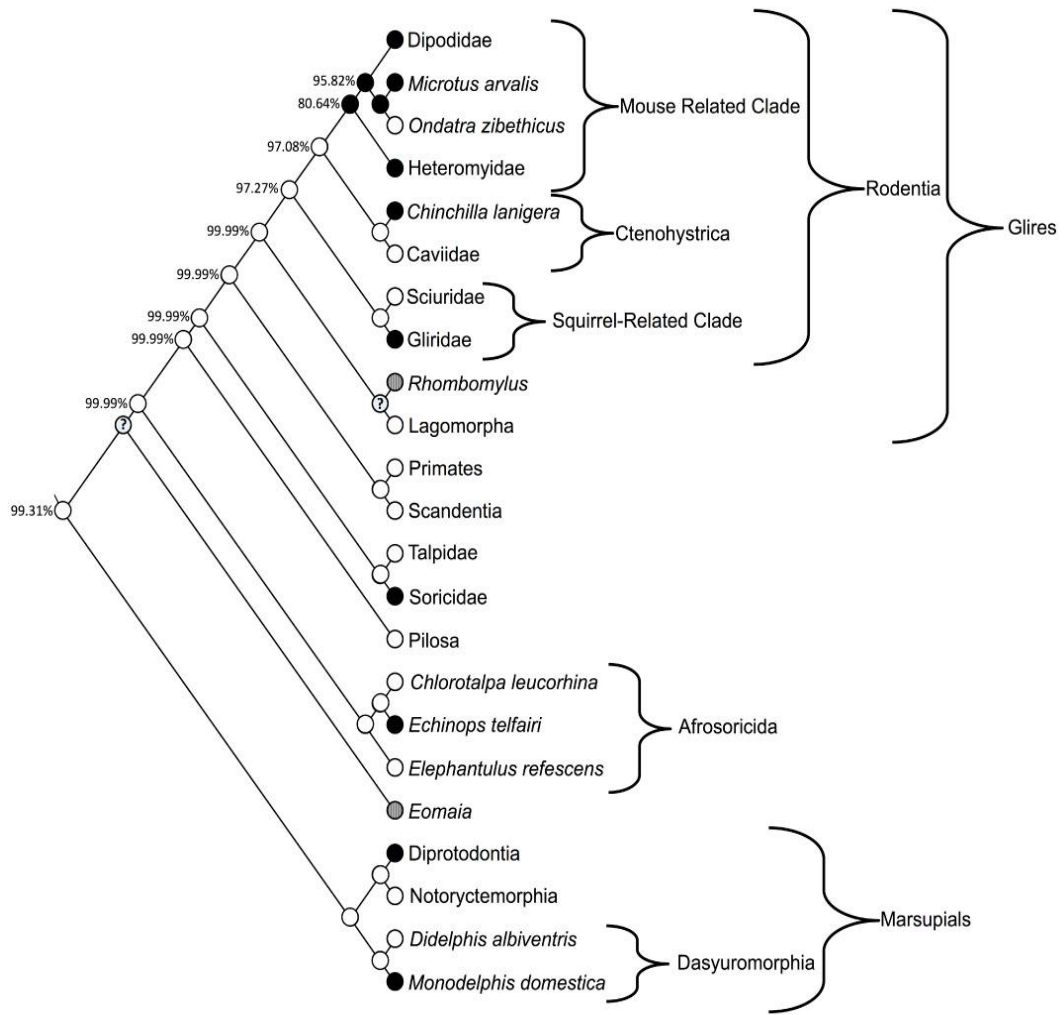 Dipodidae
95.82%
Microtus arvalis
80.64%
Mouse Related Clade
Ondatra zibethicus
97.08%
Heteromyidae
97.27%
Rodentia
Chinchilla lanigera
Ctenohystrica
Glires
99.99%
Caviidae
99.99%
Sciuridae
99.99%
Squirrel-Related Clade
99.99%
Gliridae
Rhombomylus
99.99%
?
Lagomorpha
?
Primates
99.31%
Scandentia
Talpidae
Soricidae
Pilosa
Chlorotalpa leucorhina
Echinops telfairi
Afrosoricida
Elephantulus refescens
Eomaia
Diprotodontia
Notoryctemorphia
Marsupials
Didelphis albiventris
Dasyuromorphia
Monodelphis domestica